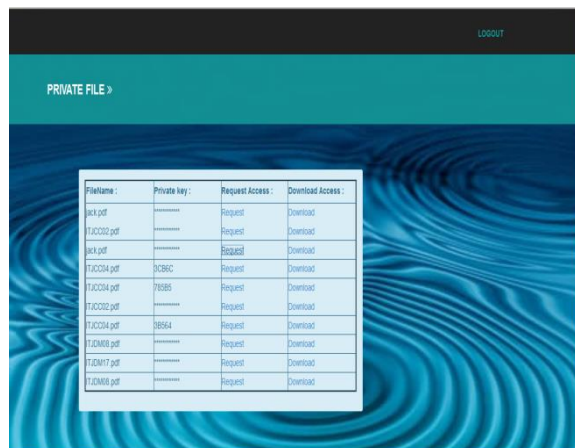 LOGOUT
PRIVATE FILE »
FileName : Private key : Request Access : Download Access :
jack.pdf ************ Request Download
ITJCC02.pdf ************ Request Download
jack.pdf ************ Request Download
ITJCC04.pdf 3CB6C Request Download
ITJCC04.pdf 785B5 Request Download
ITJCC02.pdf ************ Request Download
ITJCC04.pdf 3B564 Request Download
ITJDM08.pdf ************ Request Download
ITJDM17.pdf ************ Request Download
ITJDM08.pdf ************ Request Download